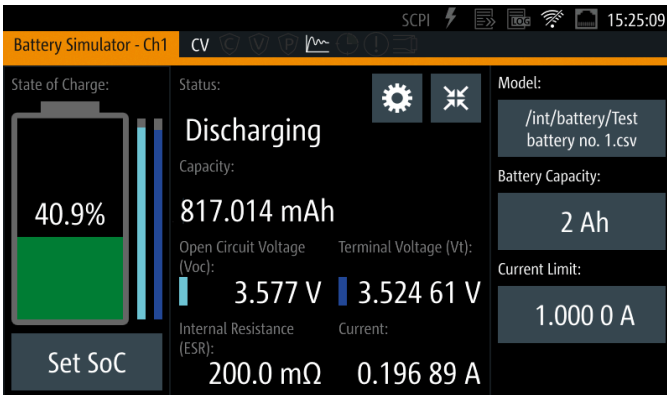 SCPI LOG 15:25:09
Battery Simulator - Ch1 CV C V P
State of Charge:
40.9%
Set SoC
Status:
Discharging
Capacity:
817.014 mAh
Open Circuit Voltage
(Voc):
3.577 V
Terminal Voltage (Vt):
3.524 61 V
Internal Resistance
(ESR):
200.0 mΩ
Current:
0.196 89 A
Model:
/int/battery/Test
battery no. 1.csv
Battery Capacity:
2 Ah
Current Limit:
1.000 0 A